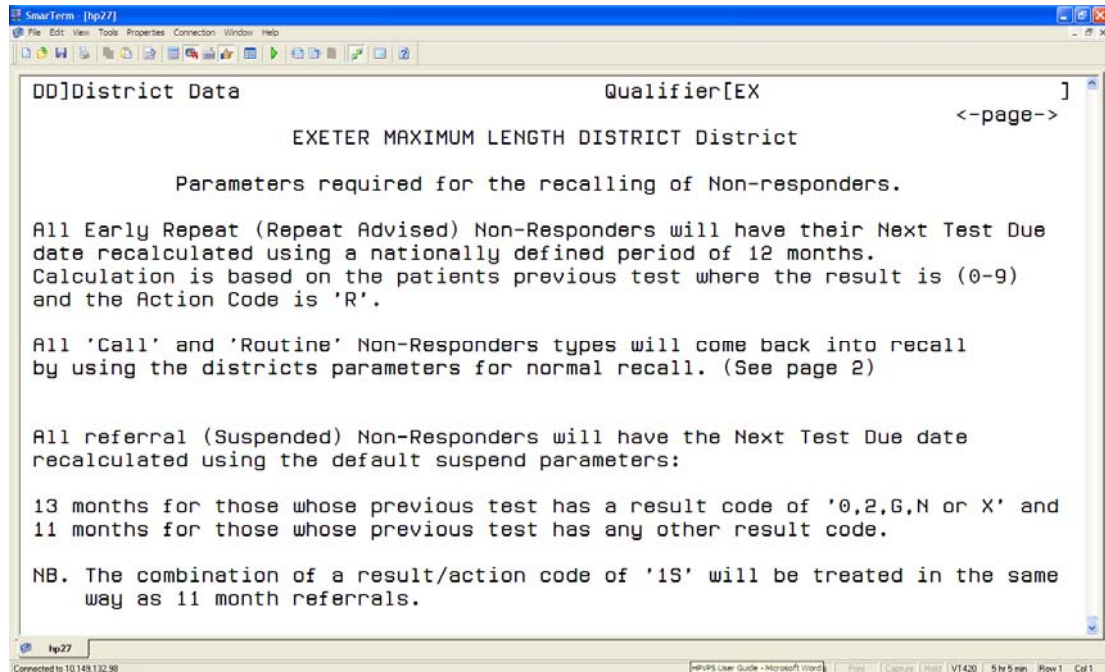 SmarTerm - [hp27]
File Edit View Tools Properties Connection Window Help
DD]District Data Qualifier[EX ]
<-page->
EXETER MAXIMUM LENGTH DISTRICT District
Parameters required for the recalling of Non-responders.
All Early Repeat (Repeat Advised) Non-Responders will have their Next Test Due
date recalculated using a nationally defined period of 12 months.
Calculation is based on the patients previous test where the result is (0-9)
and the Action Code is 'R'.
All 'Call' and 'Routine' Non-Responders types will come back into recall
by using the districts parameters for normal recall. (See page 2)
All referral (Suspended) Non-Responders will have the Next Test Due date
recalculated using the default suspend parameters:
13 months for those whose previous test has a result code of '0,2,G,N or X' and
11 months for those whose previous test has any other result code.
NB. The combination of a result/action code of '1S' will be treated in the same
way as 11 month referrals.
hp27
Connected to 10.149.132.98 HPVPS User Guide - Microsoft Word Print Capture Hold VT420 5 hr 5 min Row 1 Col 1